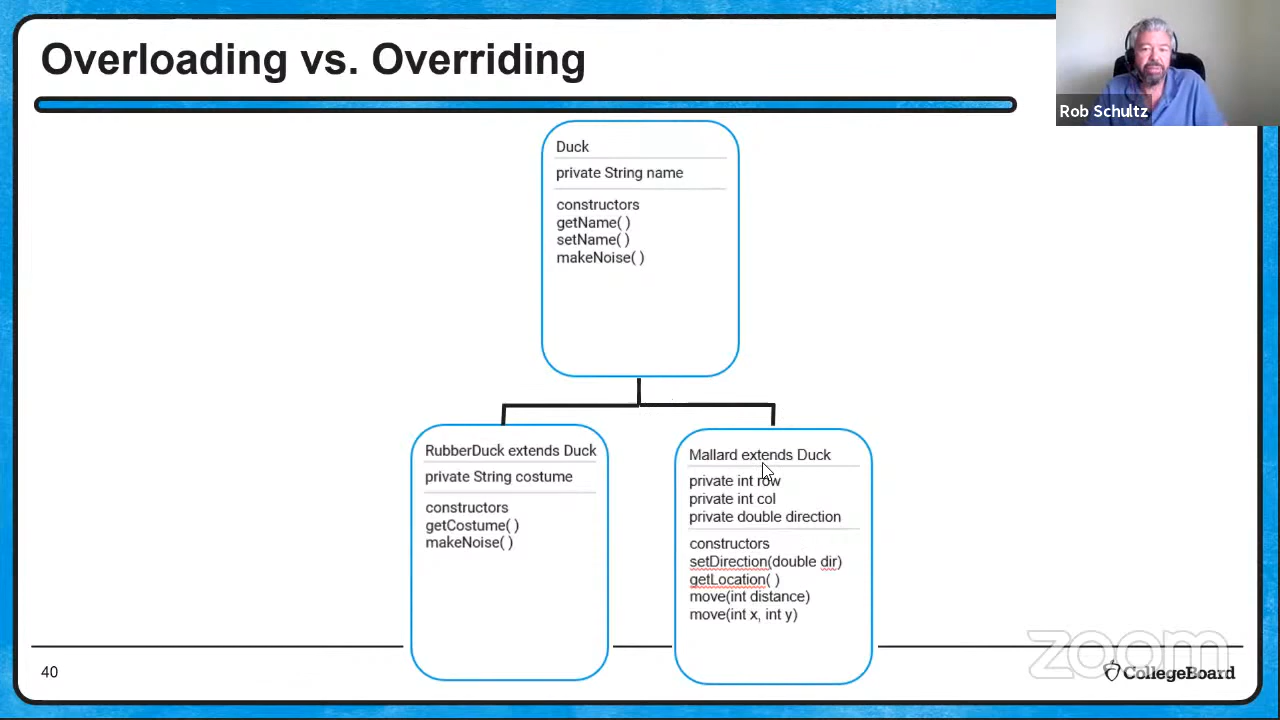 Overloading vs. Overriding
Rob Schultz
Duck
private String name
constructors
getName( )
setName( )
makeNoise( )
RubberDuck extends Duck
private String costume
constructors
getCostume( )
makeNoise( )
Mallard extends Duck
private int row
private int col
private double direction
constructors
setDirection(double dir)
getLocation( )
move(int distance)
move(int x, int y)
zoom
40
CollegeBoard